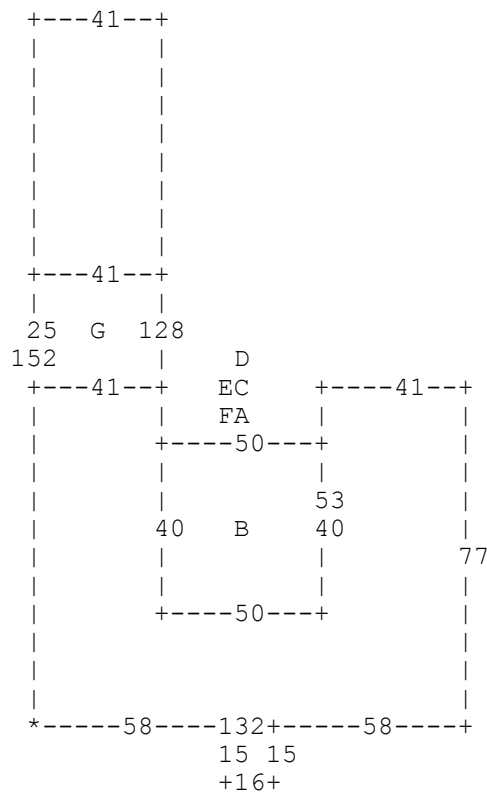 +---41--+
|       |
|       |
|       |
|       |
|       |
|       |
|       |
|       |
+---41--+
|       |
25  G  128
152        |    D
+---41--+   EC     +----41---+
|       |   FA    |         |
|       +----50---+         |
|       |         |         |
|       |         53        |
|       40   B    40        |
|       |         |         77
|       |         |         |
|       +----50---+         |
|                           |
|                           |
|                           |
*-----58----132+-----58----+
15 15
+16+